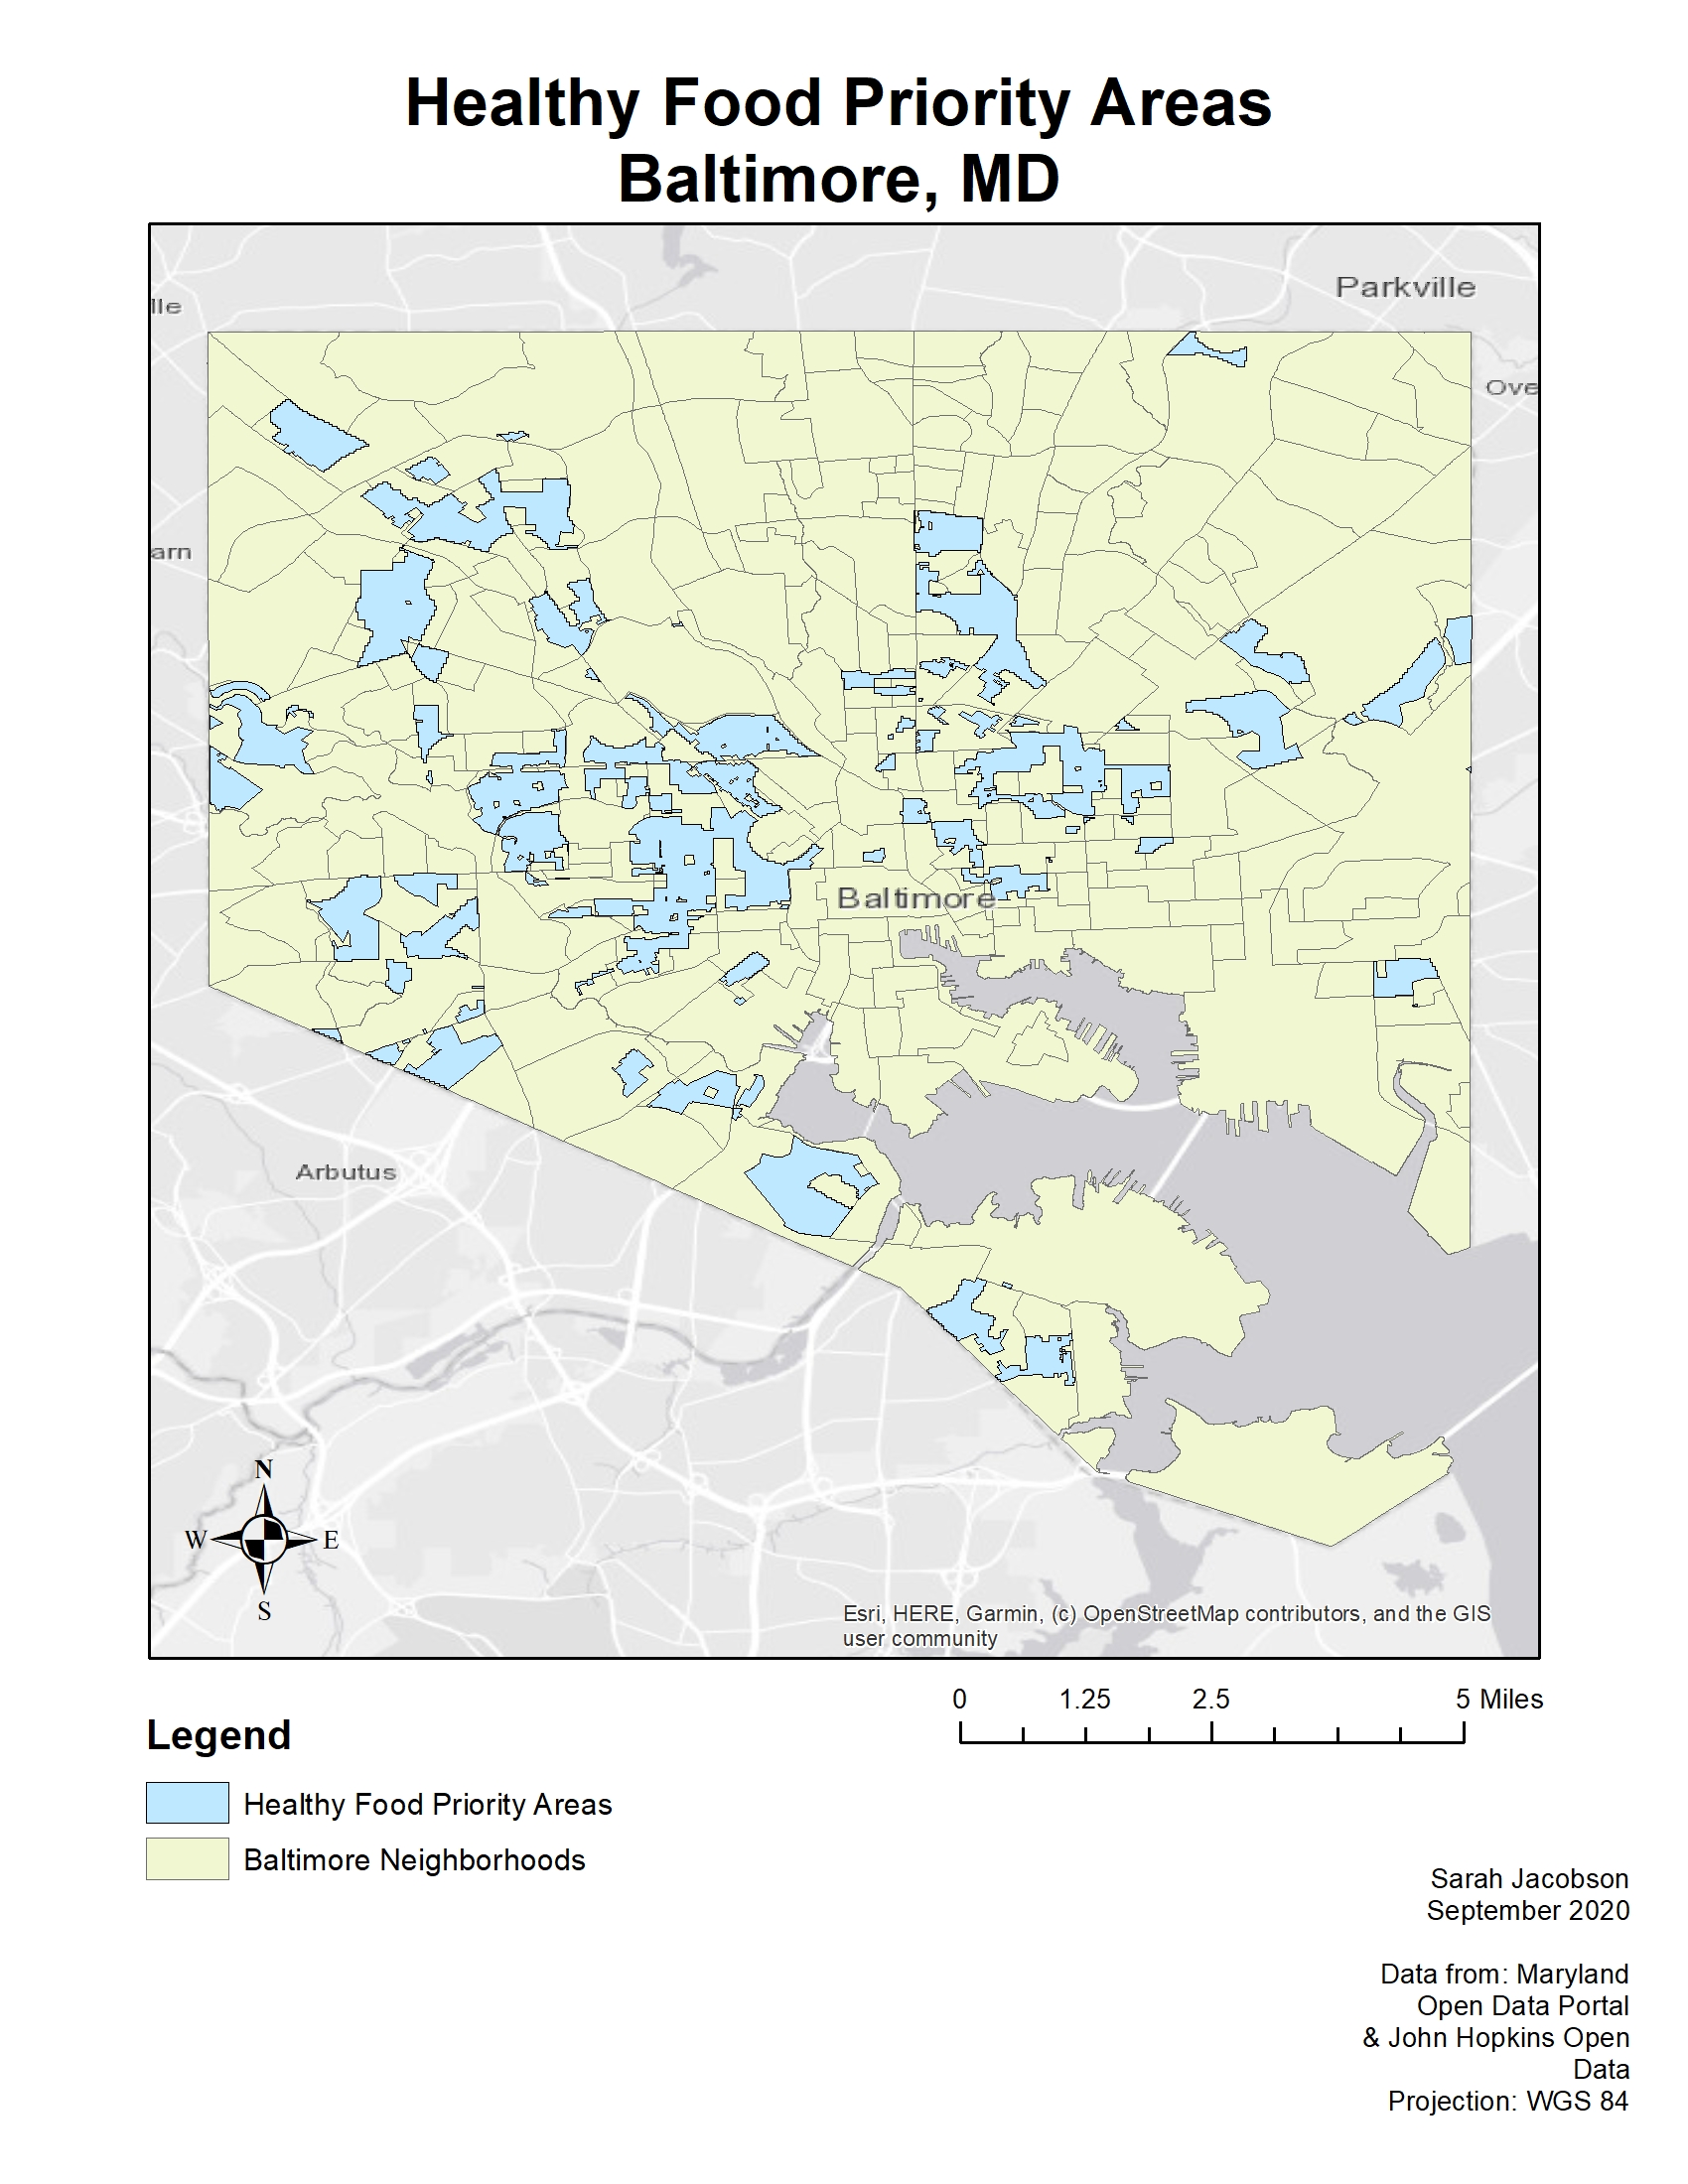 Healthy Food Priority Areas
Baltimore, MD
Parkville
lle
Ove
arn
Baltimore
Arbutus
N
W E
S
Esri, HERE, Garmin, (c) OpenStreetMap contributors, and the GIS
user community
0 1.25 2.5 5 Miles
Legend
Healthy Food Priority Areas
Baltimore Neighborhoods
Sarah Jacobson
September 2020
Data from: Maryland
Open Data Portal
& John Hopkins Open
Data
Projection: WGS 84